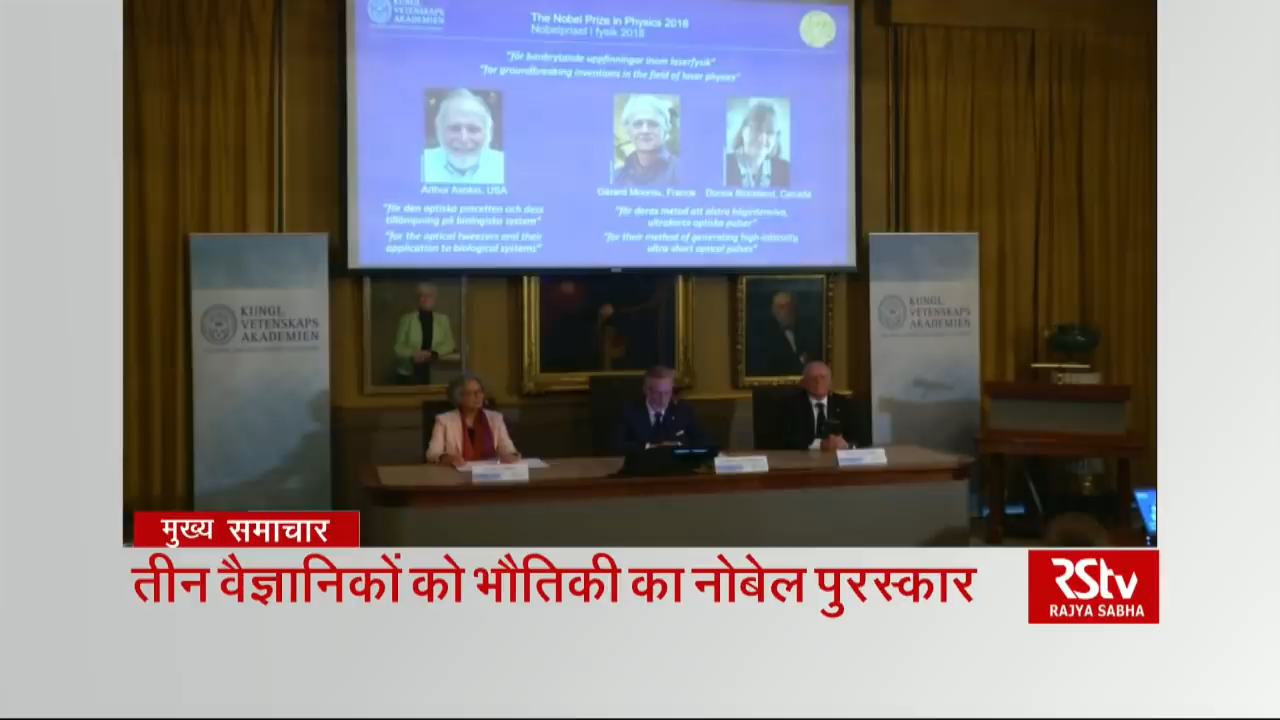 KUNGL.
VETENSKAPS
AKADEMIEN
The Nobel Prize in Physics 2018
Nobelpriset i fysik 2018
"för banbrytande uppfinningar inom laserfysik"
"for groundbreaking inventions in the field of laser physics"
Arthur Ashkin, USA
Gérard Mourou, France
Donna Strickland, Canada
"för den optiska pincetten och dess
tillämpning på biologiska system"
"for the optical tweezers and their
application to biological systems"
"för deras metod att alstra högintensiva,
ultrakorta optiska pulser"
"for their method of generating high-intensity,
ultra-short optical pulses"
KUNGL.
VETENSKAPS
AKADEMIEN
KUNGL.
VETENSKAPS
AKADEMIEN
मुख्य समाचार
तीन वैज्ञानिकों को भौतिकी का नोबेल पुरस्कार
RStv
RAJYA SABHA